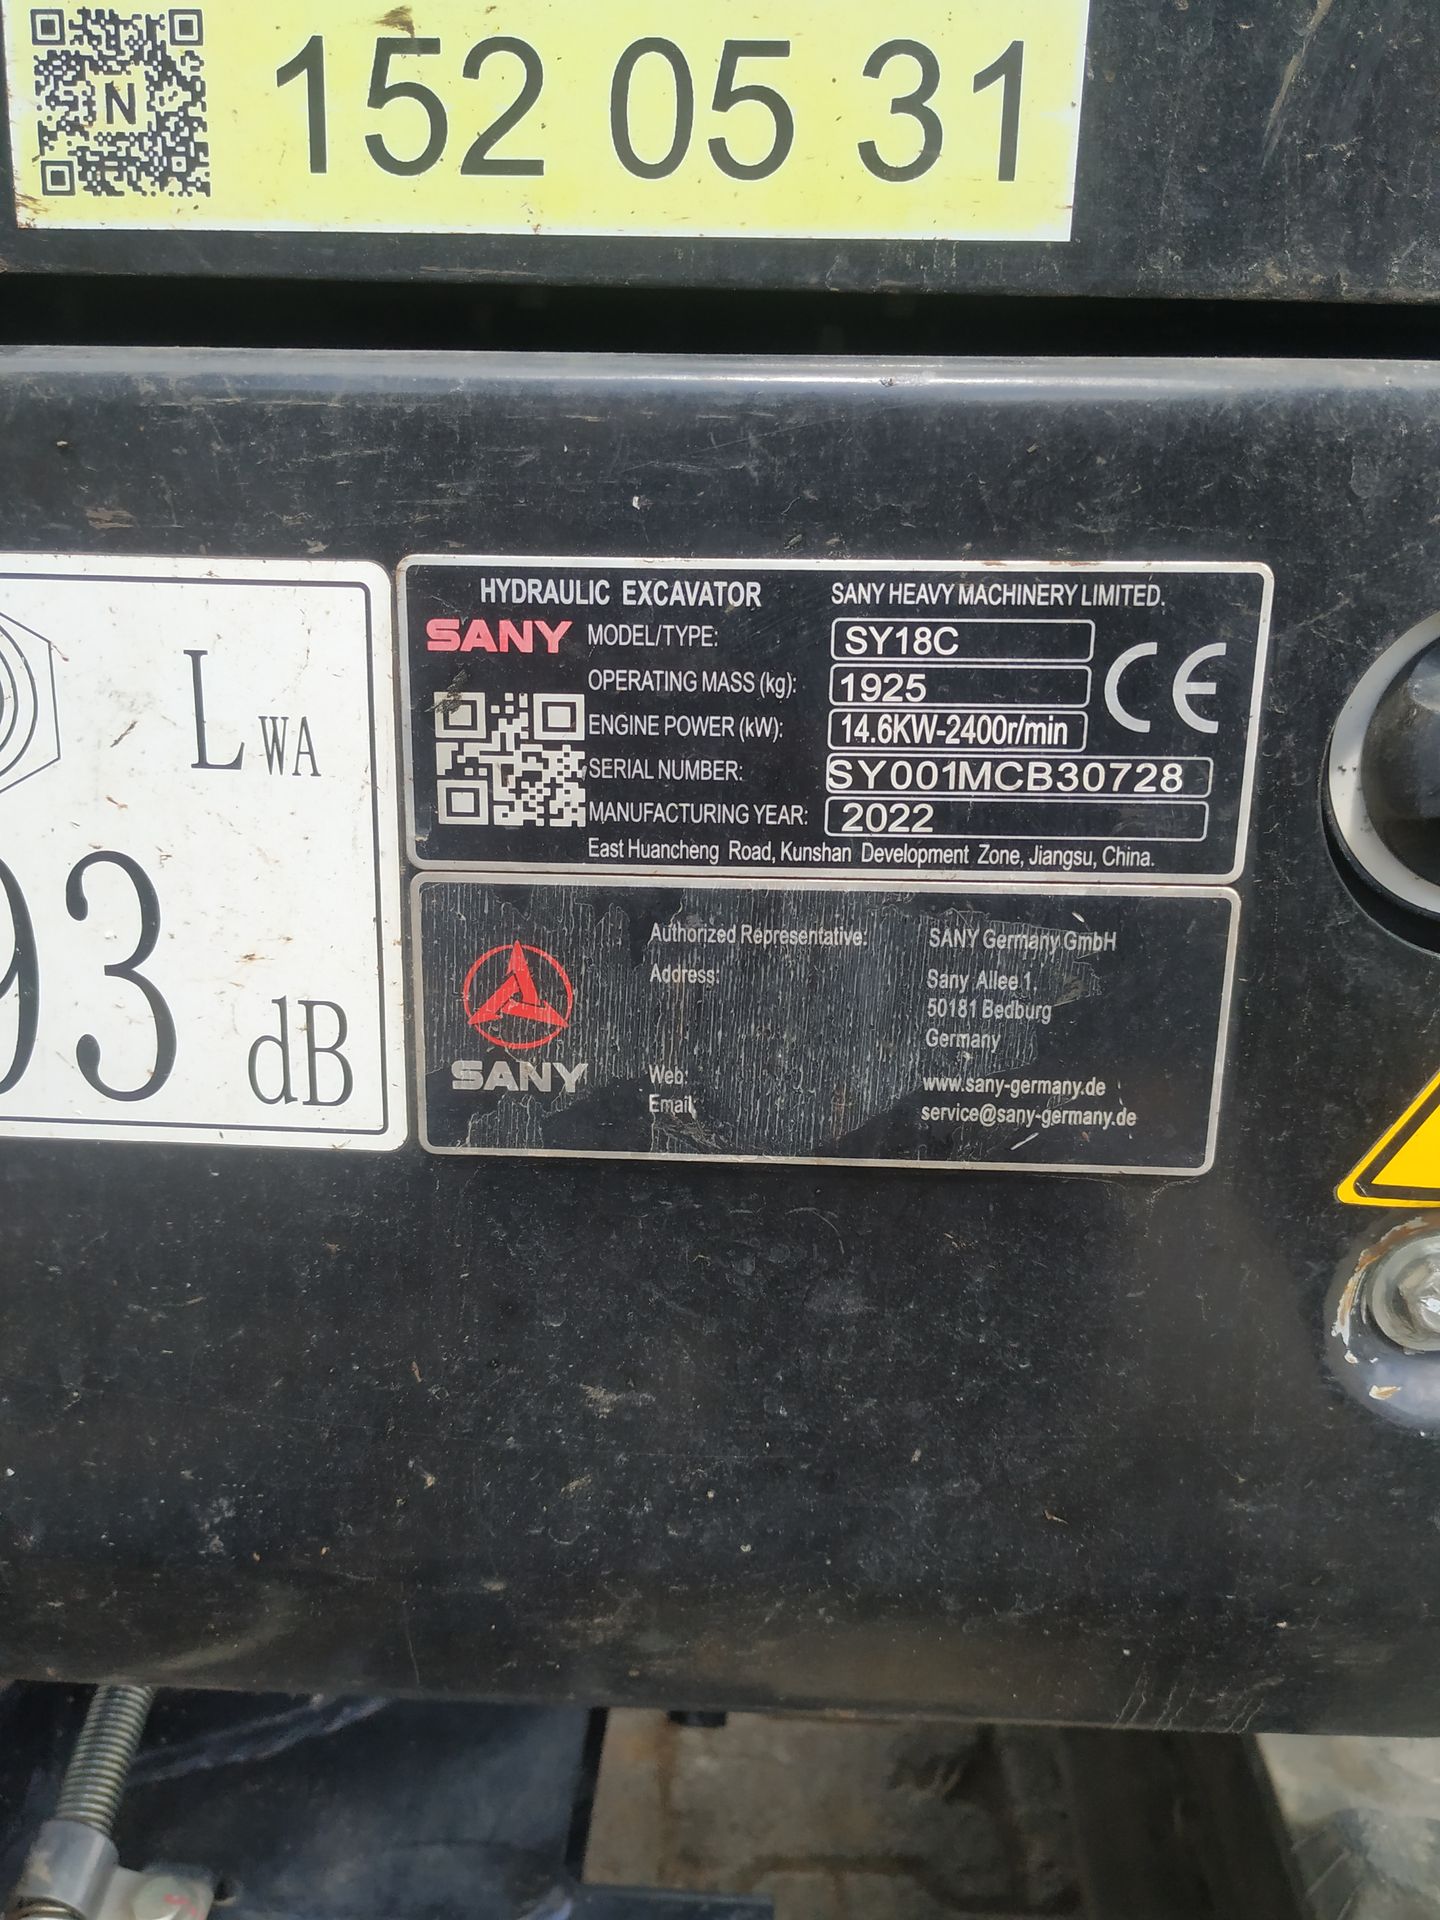 N
152 05 31
LWA
93
dB
HYDRAULIC EXCAVATOR SANY HEAVY MACHINERY LIMITED.
SANY MODEL/TYPE: SY18C
OPERATING MASS (kg): 1925
CE
ENGINE POWER (kW): 14.6KW-2400r/min
SERIAL NUMBER: SY001MCB30728
MANUFACTURING YEAR: 2022
East Huancheng Road, Kunshan Development Zone, Jiangsu, China.
SANY
Authorized Representative: SANY Germany GmbH
Address: Sany Allee 1,
50181 Bedburg
Germany
Web: www.sany-germany.de
Email: service@sany-germany.de